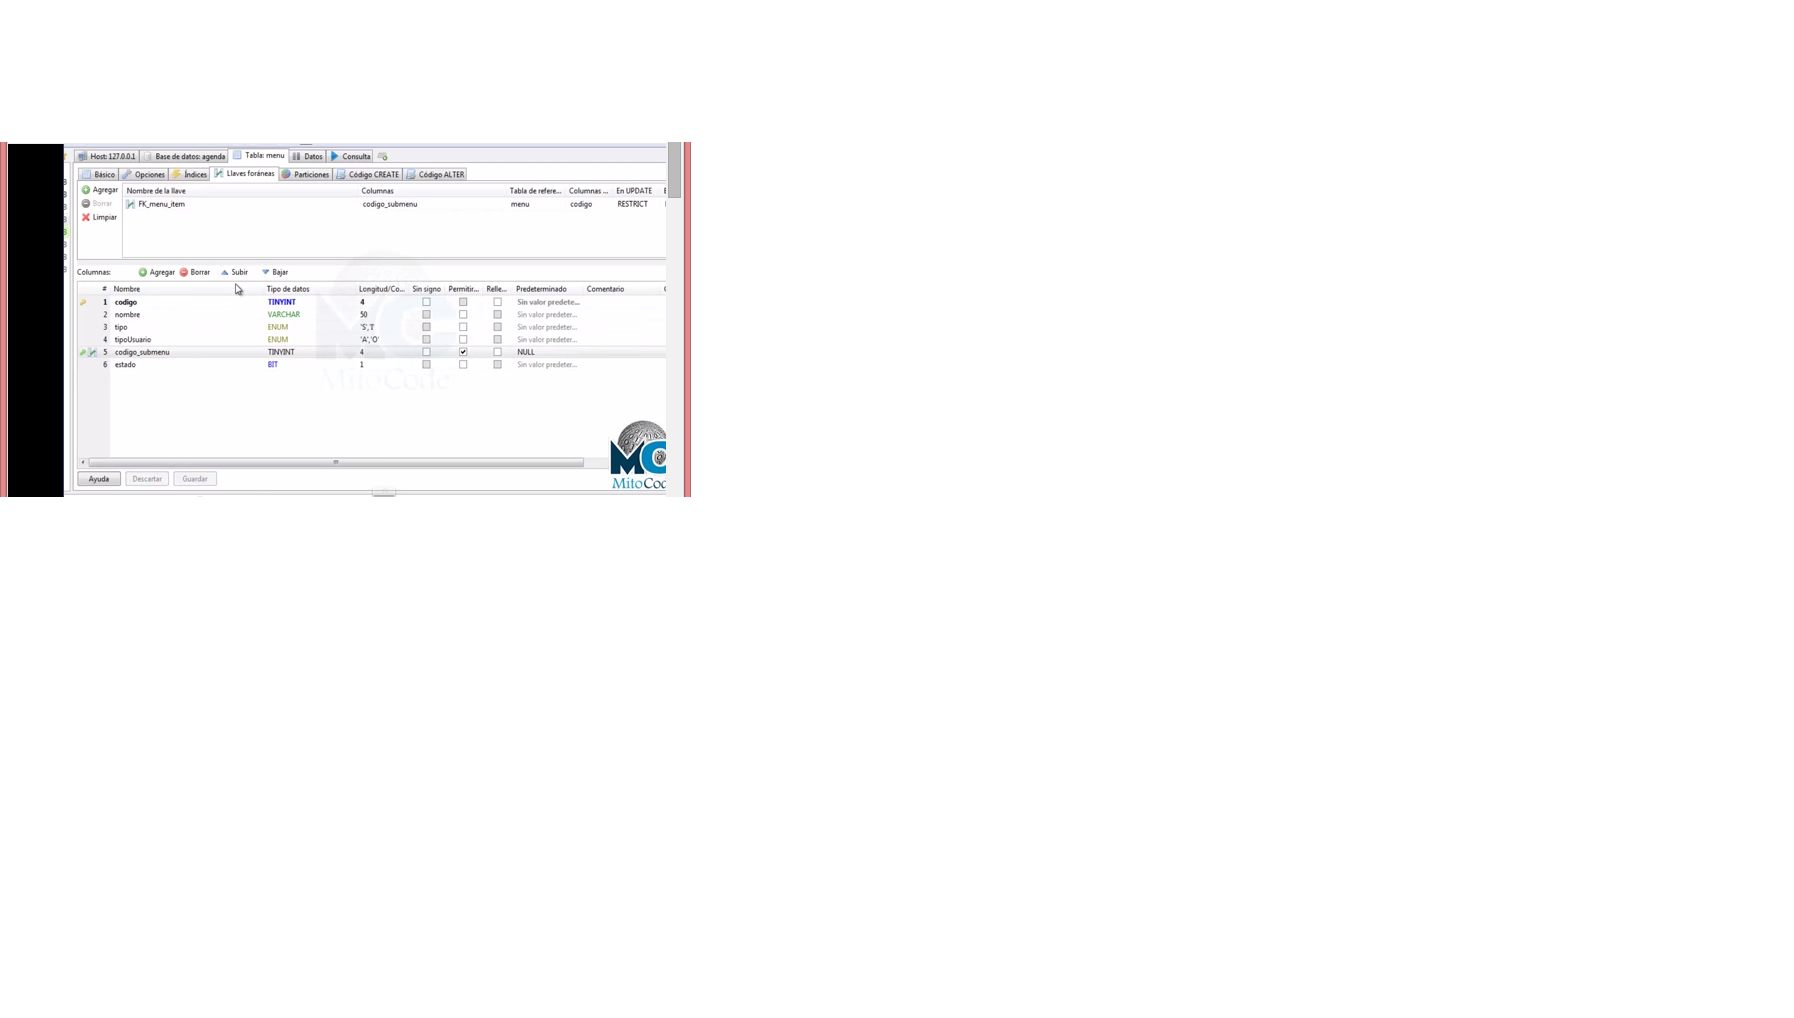 Host: 127.0.0.1 Base de datos: agenda Tabla: menu Datos Consulta
Básico Opciones Índices Llaves foráneas Particiones Código CREATE Código ALTER
Agregar Nombre de la llave Columnas Tabla de refere... Columnas ... En UPDATE E
Borrar FK_menu_item codigo_submenu menu codigo RESTRICT
Limpiar
Columnas: Agregar Borrar Subir Bajar
# Nombre Tipo de datos Longitud/Co... Sin signo Permitir... Relle... Predeterminado Comentario
1 codigo TINYINT 4 Sin valor predete...
2 nombre VARCHAR 50 Sin valor predeter...
3 tipo ENUM 'S','I' Sin valor predeter...
4 tipoUsuario ENUM 'A','O' Sin valor predeter...
5 codigo_submenu TINYINT 4 NULL
6 estado BIT 1 Sin valor predeter...
MitoCode
Ayuda Descartar Guardar
MC
MitoCod